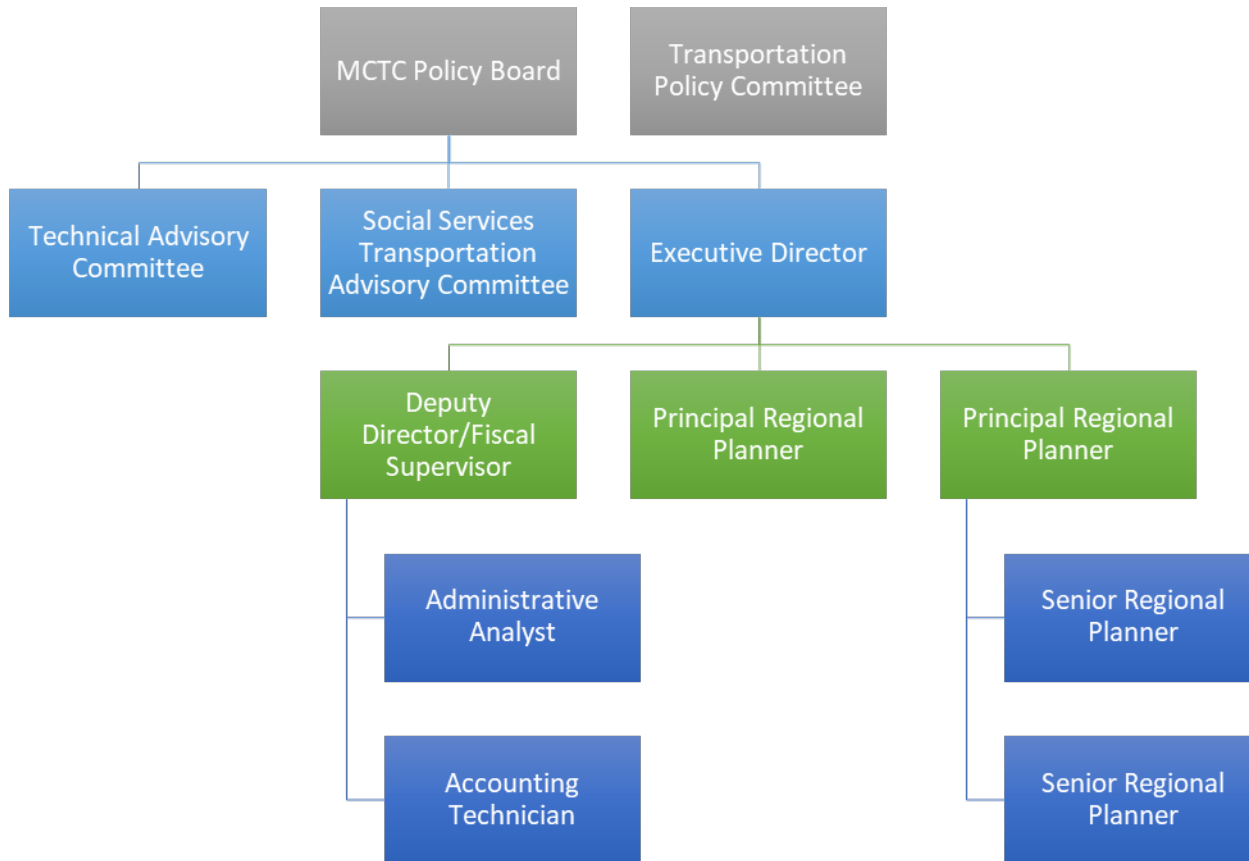 MCTC Policy Board
Transportation
Policy Committee
Technical Advisory
Committee
Social Services
Transportation
Advisory Committee
Executive Director
Deputy
Director/Fiscal
Supervisor
Principal Regional
Planner
Principal Regional
Planner
Administrative
Analyst
Senior Regional
Planner
Accounting
Technician
Senior Regional
Planner